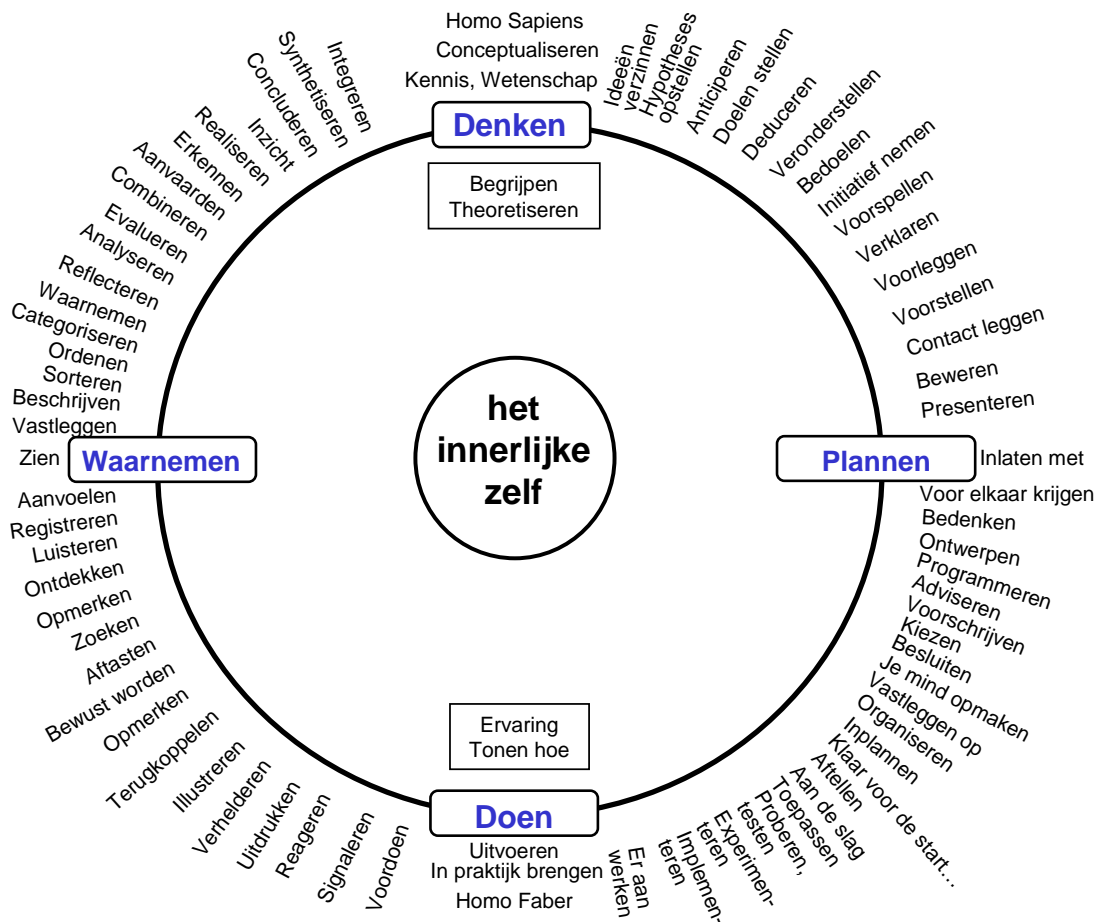 Homo Sapiens
Conceptualiseren
Kennis, Wetenschap
Denken
Begrijpen
Theoretiseren
Ideeën
verzinnen
Hypotheses
opstellen
Anticiperen
Doelen stellen
Deduceren
Veronderstellen
Bedoelen
Initiatief nemen
Voorspellen
Verklaren
Voorleggen
Voorstellen
Contact leggen
Beweren
Presenteren
Plannen
Inlaten met
Voor elkaar krijgen
Bedenken
Ontwerpen
Programmeren
Adviseren
Voorschrijven
Kiezen
Besluiten
Je mind opmaken
Vastleggen op
Organiseren
Inplannen
Klaar voor de start…
Aftellen
Aan de slag
Toepassen
Proberen,
testen
Experimen-
teren
Implemen-
teren
Er aan
werken
Ervaring
Tonen hoe
Doen
Uitvoeren
In praktijk brengen
Homo Faber
Voordoen
Signaleren
Reageren
Uitdrukken
Verhelderen
Illustreren
Terugkoppelen
Opmerken
Bewust worden
Aftasten
Zoeken
Opmerken
Ontdekken
Luisteren
Registreren
Aanvoelen
Zien
Waarnemen
Vastleggen
Beschrijven
Sorteren
Ordenen
Categoriseren
Waarnemen
Reflecteren
Analyseren
Evalueren
Combineren
Aanvaarden
Erkennen
Realiseren
Inzicht
Concluderen
Synthetiseren
Integreren
het
innerlijke
zelf